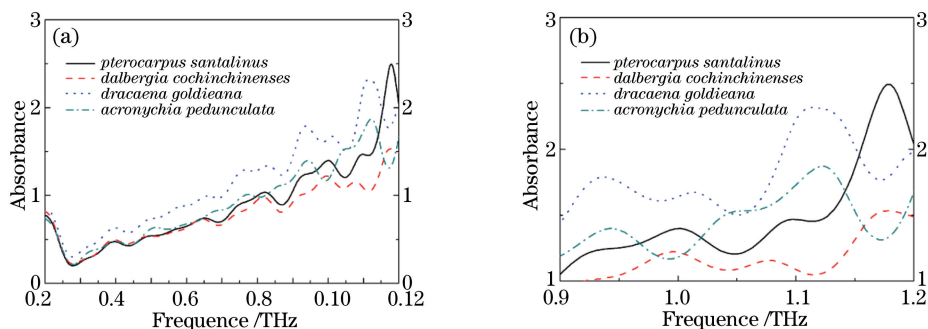 (a)
pterocarpus santalinus
dalbergia cochinchinenses
dracaena goldieana
acronychia pedunculata
Absorbance
3
2
1
0
3
2
1
0
0.2
0.4
0.6
0.8
0.10
0.12
Frequence /THz
(b)
pterocarpus santalinus
dalbergia cochinchinenses
dracaena goldieana
acronychia pedunculata
Absorbance
3
2
1
3
2
1
0.9
1.0
1.1
1.2
Frequence /THz